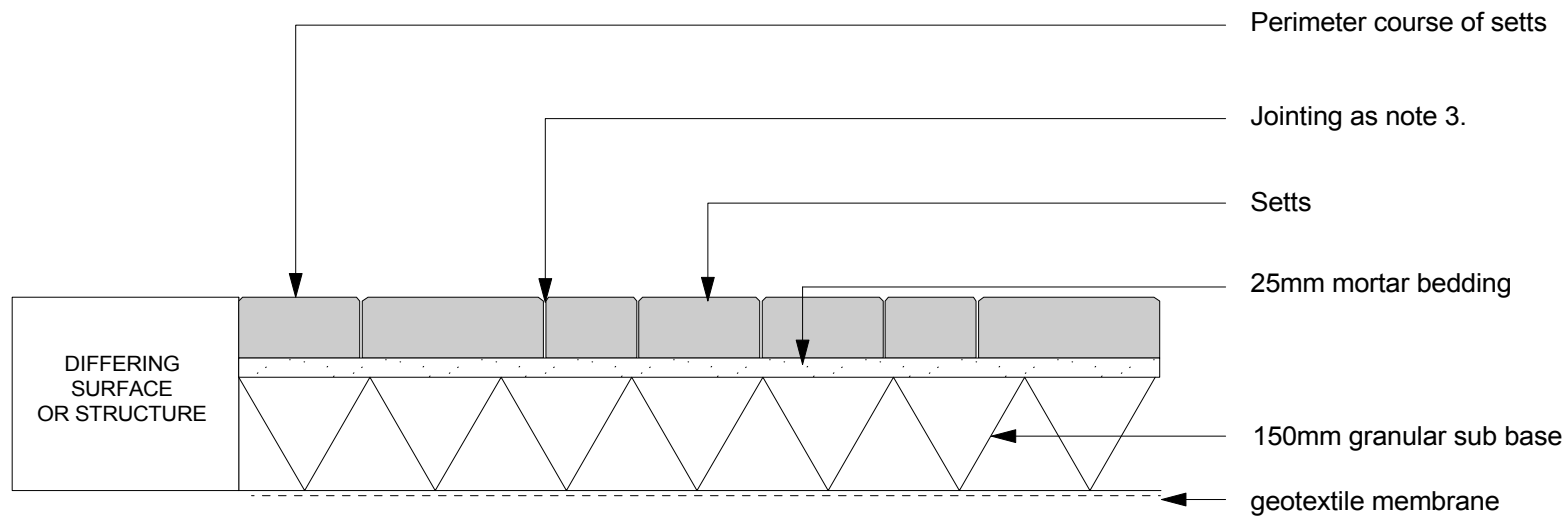 Perimeter course of setts
Jointing as note 3.
Setts
25mm mortar bedding
DIFFERING
SURFACE
OR STRUCTURE
150mm granular sub base
geotextile membrane